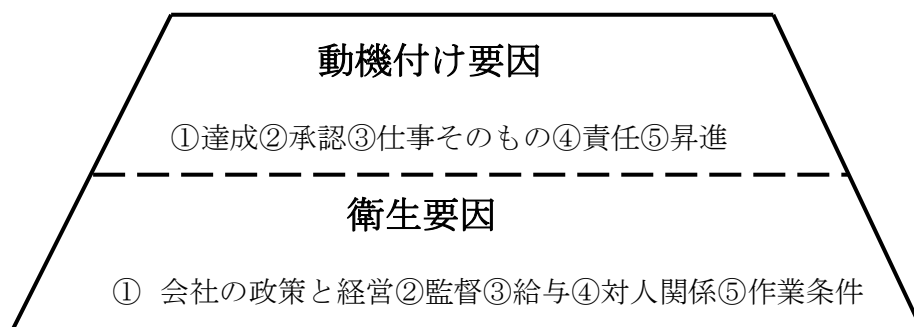 動機付け要因
①達成②承認③仕事そのもの④責任⑤昇進
衛生要因
① 会社の政策と経営②監督③給与④対人関係⑤作業条件